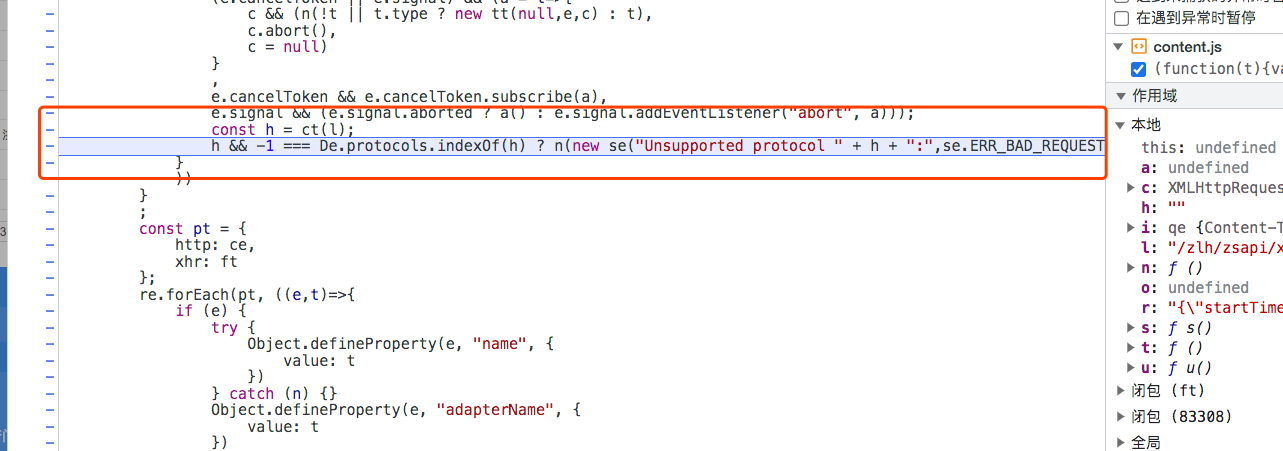 c && (n(!t || t.type ? new tt(null,e,c) : t),
c.abort(),
c = null)
}
,
e.cancelToken && e.cancelToken.subscribe(a),
e.signal && (e.signal.aborted ? a() : e.signal.addEventListener("abort", a)));
const h = ct(l);
h && -1 === De.protocols.indexOf(h) ? n(new se("Unsupported protocol " + h + ":",se.ERR_BAD_REQUEST
}
))
}
;
const pt = {
http: ce,
xhr: ft
};
re.forEach(pt, ((e,t)=>{
if (e) {
try {
Object.defineProperty(e, "name", {
value: t
})
} catch (n) {}
Object.defineProperty(e, "adapterName", {
value: t
})
在遇到异常时暂停
content.js
(function(t){va
作用域
本地
this: undefined
a: undefined
c: XMLHttpReques
h: ""
i: qe {Content-T
l: "/zlh/zsapi/x
n: ƒ ()
o: undefined
r: "{\"startTime
s: ƒ s()
t: ƒ ()
u: ƒ u()
闭包 (ft)
闭包 (83308)
全局